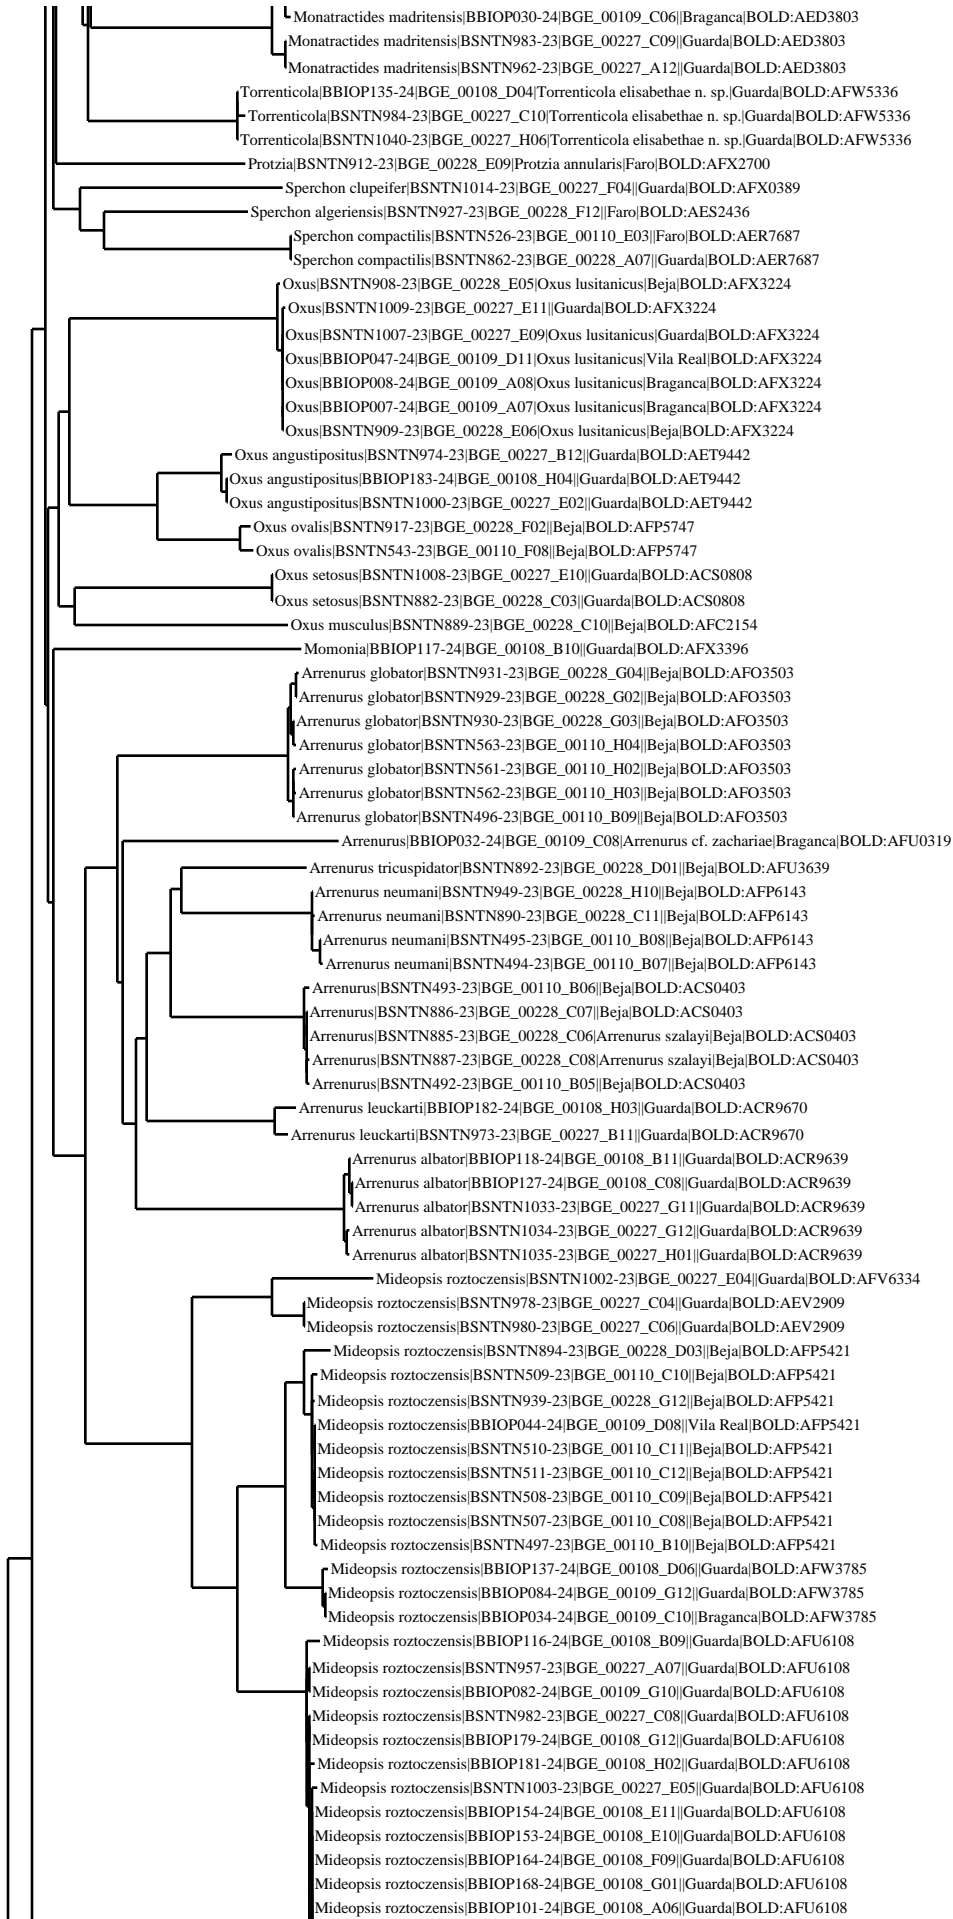 Monatractides madritensis|BBIOP030-24|BGE_00109_C06||Braganca|BOLD:AED3803
Monatractides madritensis|BSNTN983-23|BGE_00227_C09||Guarda|BOLD:AED3803
Monatractides madritensis|BSNTN962-23|BGE_00227_A12||Guarda|BOLD:AED3803
Torrenticola|BBIOP135-24|BGE_00108_D04|Torrenticola elisabethae n. sp.|Guarda|BOLD:AFW5336
Torrenticola|BSNTN984-23|BGE_00227_C10|Torrenticola elisabethae n. sp.|Guarda|BOLD:AFW5336
Torrenticola|BSNTN1040-23|BGE_00227_H06|Torrenticola elisabethae n. sp.|Guarda|BOLD:AFW5336
Protzia|BSNTN912-23|BGE_00228_E09|Protzia annularis|Faro|BOLD:AFX2700
Sperchon clupeifer|BSNTN1014-23|BGE_00227_F04||Guarda|BOLD:AFX0389
Sperchon algeriensis|BSNTN927-23|BGE_00228_F12||Faro|BOLD:AES2436
Sperchon compactilis|BSNTN526-23|BGE_00110_E03||Faro|BOLD:AER7687
Sperchon compactilis|BSNTN862-23|BGE_00228_A07||Guarda|BOLD:AER7687
Oxus|BSNTN908-23|BGE_00228_E05|Oxus lusitanicus|Beja|BOLD:AFX3224
Oxus|BSNTN1009-23|BGE_00227_E11||Guarda|BOLD:AFX3224
Oxus|BSNTN1007-23|BGE_00227_E09|Oxus lusitanicus|Guarda|BOLD:AFX3224
Oxus|BBIOP047-24|BGE_00109_D11|Oxus lusitanicus|Vila Real|BOLD:AFX3224
Oxus|BBIOP008-24|BGE_00109_A08|Oxus lusitanicus|Braganca|BOLD:AFX3224
Oxus|BBIOP007-24|BGE_00109_A07|Oxus lusitanicus|Braganca|BOLD:AFX3224
Oxus|BSNTN909-23|BGE_00228_E06|Oxus lusitanicus|Beja|BOLD:AFX3224
Oxus angustipositus|BSNTN974-23|BGE_00227_B12||Guarda|BOLD:AET9442
Oxus angustipositus|BBIOP183-24|BGE_00108_H04||Guarda|BOLD:AET9442
Oxus angustipositus|BSNTN1000-23|BGE_00227_E02||Guarda|BOLD:AET9442
Oxus ovalis|BSNTN917-23|BGE_00228_F02||Beja|BOLD:AFP5747
Oxus ovalis|BSNTN543-23|BGE_00110_F08||Beja|BOLD:AFP5747
Oxus setosus|BSNTN1008-23|BGE_00227_E10||Guarda|BOLD:ACS0808
Oxus setosus|BSNTN882-23|BGE_00228_C03||Guarda|BOLD:ACS0808
Oxus musculus|BSNTN889-23|BGE_00228_C10||Beja|BOLD:AFC2154
Momonia|BBIOP117-24|BGE_00108_B10||Guarda|BOLD:AFX3396
Arrenurus globator|BSNTN931-23|BGE_00228_G04||Beja|BOLD:AFO3503
Arrenurus globator|BSNTN929-23|BGE_00228_G02||Beja|BOLD:AFO3503
Arrenurus globator|BSNTN930-23|BGE_00228_G03||Beja|BOLD:AFO3503
Arrenurus globator|BSNTN563-23|BGE_00110_H04||Beja|BOLD:AFO3503
Arrenurus globator|BSNTN561-23|BGE_00110_H02||Beja|BOLD:AFO3503
Arrenurus globator|BSNTN562-23|BGE_00110_H03||Beja|BOLD:AFO3503
Arrenurus globator|BSNTN496-23|BGE_00110_B09||Beja|BOLD:AFO3503
Arrenurus|BBIOP032-24|BGE_00109_C08|Arrenurus cf. zachariae|Braganca|BOLD:AFU0319
Arrenurus tricuspidator|BSNTN892-23|BGE_00228_D01||Beja|BOLD:AFU3639
Arrenurus neumani|BSNTN949-23|BGE_00228_H10||Beja|BOLD:AFP6143
Arrenurus neumani|BSNTN890-23|BGE_00228_C11||Beja|BOLD:AFP6143
Arrenurus neumani|BSNTN495-23|BGE_00110_B08||Beja|BOLD:AFP6143
Arrenurus neumani|BSNTN494-23|BGE_00110_B07||Beja|BOLD:AFP6143
Arrenurus|BSNTN493-23|BGE_00110_B06||Beja|BOLD:ACS0403
Arrenurus|BSNTN886-23|BGE_00228_C07||Beja|BOLD:ACS0403
Arrenurus|BSNTN885-23|BGE_00228_C06|Arrenurus szalayi|Beja|BOLD:ACS0403
Arrenurus|BSNTN887-23|BGE_00228_C08|Arrenurus szalayi|Beja|BOLD:ACS0403
Arrenurus|BSNTN492-23|BGE_00110_B05||Beja|BOLD:ACS0403
Arrenurus leuckarti|BBIOP182-24|BGE_00108_H03||Guarda|BOLD:ACR9670
Arrenurus leuckarti|BSNTN973-23|BGE_00227_B11||Guarda|BOLD:ACR9670
Arrenurus albator|BBIOP118-24|BGE_00108_B11||Guarda|BOLD:ACR9639
Arrenurus albator|BBIOP127-24|BGE_00108_C08||Guarda|BOLD:ACR9639
Arrenurus albator|BSNTN1033-23|BGE_00227_G11||Guarda|BOLD:ACR9639
Arrenurus albator|BSNTN1034-23|BGE_00227_G12||Guarda|BOLD:ACR9639
Arrenurus albator|BSNTN1035-23|BGE_00227_H01||Guarda|BOLD:ACR9639
Mideopsis roztoczensis|BSNTN1002-23|BGE_00227_E04||Guarda|BOLD:AFV6334
Mideopsis roztoczensis|BSNTN978-23|BGE_00227_C04||Guarda|BOLD:AEV2909
Mideopsis roztoczensis|BSNTN980-23|BGE_00227_C06||Guarda|BOLD:AEV2909
Mideopsis roztoczensis|BSNTN894-23|BGE_00228_D03||Beja|BOLD:AFP5421
Mideopsis roztoczensis|BSNTN509-23|BGE_00110_C10||Beja|BOLD:AFP5421
Mideopsis roztoczensis|BSNTN939-23|BGE_00228_G12||Beja|BOLD:AFP5421
Mideopsis roztoczensis|BBIOP044-24|BGE_00109_D08||Vila Real|BOLD:AFP5421
Mideopsis roztoczensis|BSNTN510-23|BGE_00110_C11||Beja|BOLD:AFP5421
Mideopsis roztoczensis|BSNTN511-23|BGE_00110_C12||Beja|BOLD:AFP5421
Mideopsis roztoczensis|BSNTN508-23|BGE_00110_C09||Beja|BOLD:AFP5421
Mideopsis roztoczensis|BSNTN507-23|BGE_00110_C08||Beja|BOLD:AFP5421
Mideopsis roztoczensis|BSNTN497-23|BGE_00110_B10||Beja|BOLD:AFP5421
Mideopsis roztoczensis|BBIOP137-24|BGE_00108_D06||Guarda|BOLD:AFW3785
Mideopsis roztoczensis|BBIOP084-24|BGE_00109_G12||Guarda|BOLD:AFW3785
Mideopsis roztoczensis|BBIOP034-24|BGE_00109_C10||Braganca|BOLD:AFW3785
Mideopsis roztoczensis|BBIOP116-24|BGE_00108_B09||Guarda|BOLD:AFU6108
Mideopsis roztoczensis|BSNTN957-23|BGE_00227_A07||Guarda|BOLD:AFU6108
Mideopsis roztoczensis|BBIOP082-24|BGE_00109_G10||Guarda|BOLD:AFU6108
Mideopsis roztoczensis|BSNTN982-23|BGE_00227_C08||Guarda|BOLD:AFU6108
Mideopsis roztoczensis|BBIOP179-24|BGE_00108_G12||Guarda|BOLD:AFU6108
Mideopsis roztoczensis|BBIOP181-24|BGE_00108_H02||Guarda|BOLD:AFU6108
Mideopsis roztoczensis|BSNTN1003-23|BGE_00227_E05||Guarda|BOLD:AFU6108
Mideopsis roztoczensis|BBIOP154-24|BGE_00108_E11||Guarda|BOLD:AFU6108
Mideopsis roztoczensis|BBIOP153-24|BGE_00108_E10||Guarda|BOLD:AFU6108
Mideopsis roztoczensis|BBIOP164-24|BGE_00108_F09||Guarda|BOLD:AFU6108
Mideopsis roztoczensis|BBIOP168-24|BGE_00108_G01||Guarda|BOLD:AFU6108
Mideopsis roztoczensis|BBIOP101-24|BGE_00108_A06||Guarda|BOLD:AFU6108